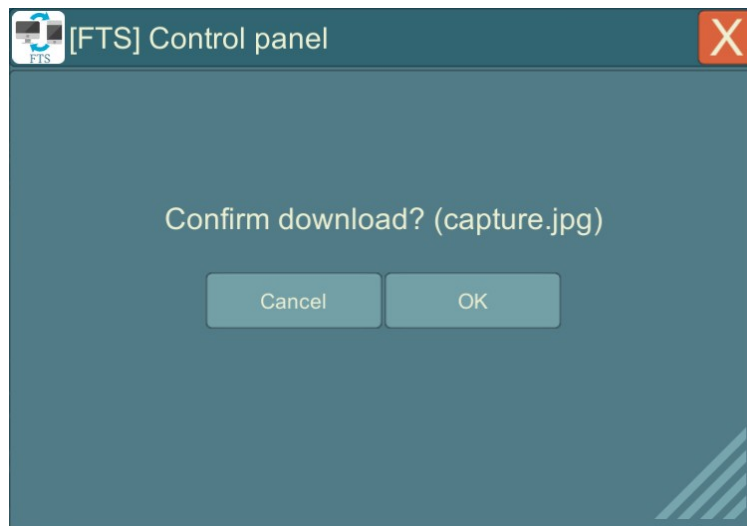 FTS
[FTS] Control panel
X
Confirm download? (capture.jpg)
Cancel
OK